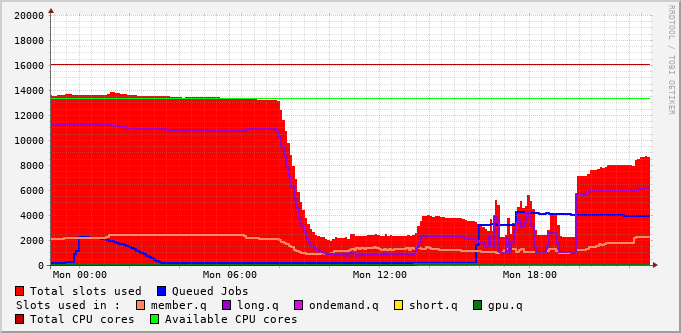 RRDTOOL / TOBI OETIKER
20000
18000
16000
14000
12000
10000
8000
6000
4000
2000
0
Mon 00:00 Mon 06:00 Mon 12:00 Mon 18:00
Total slots used Queued Jobs
Slots used in : member.q long.q ondemand.q short.q gpu.q
Total CPU cores Available CPU cores